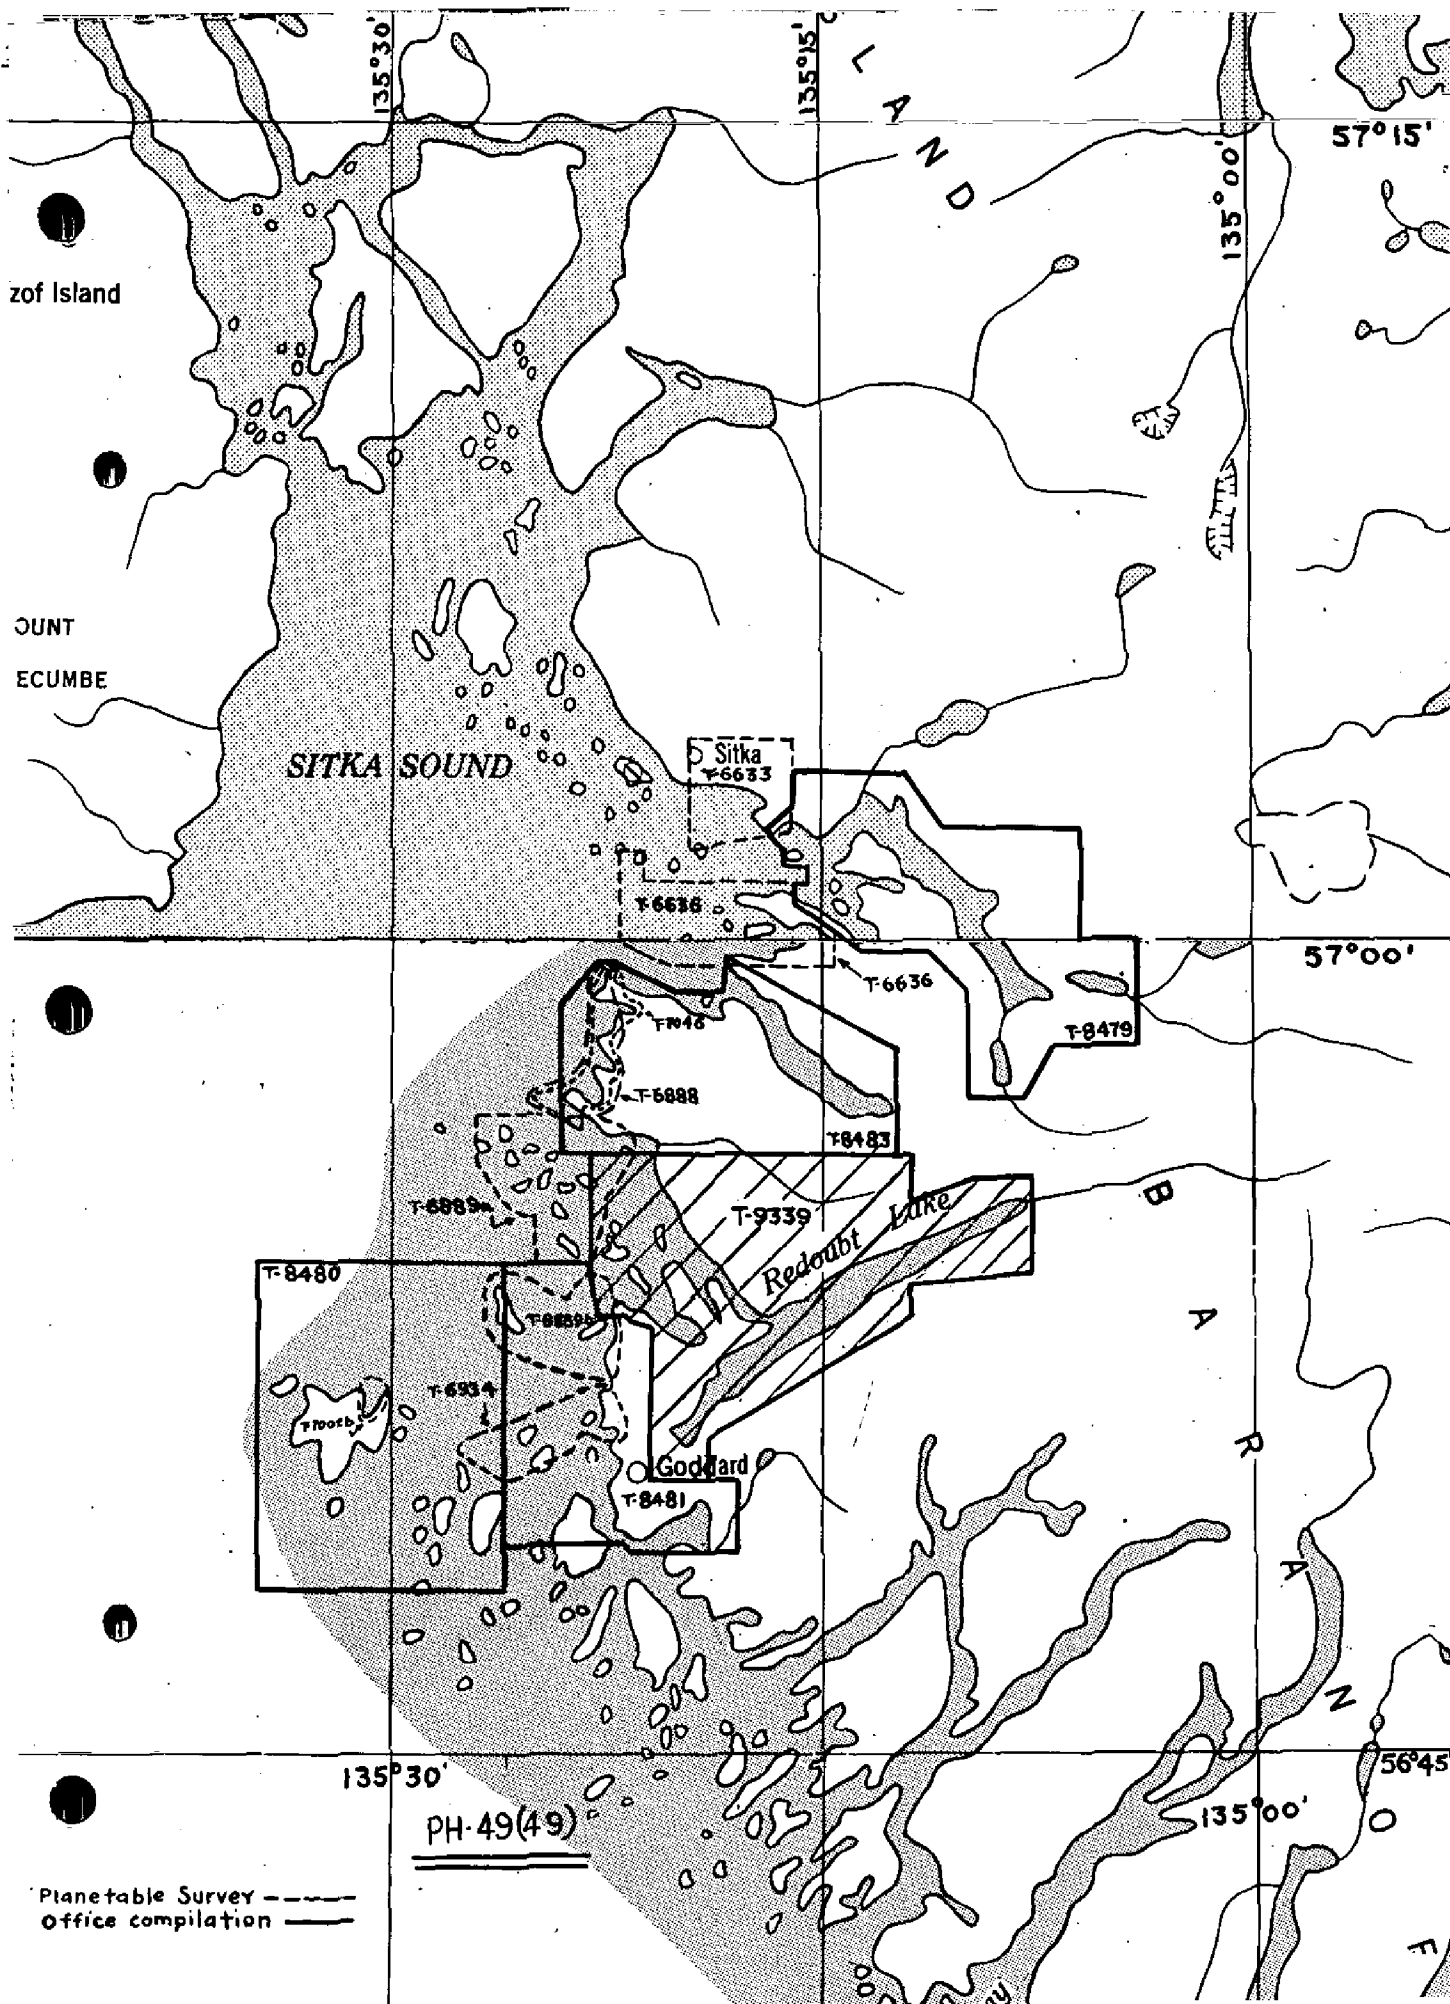 135°30'
135°15'
L
A
N
D
57°15'
135°00'
zof Island
OUNT
ECUMBE
SITKA SOUND
Sitka
T-6633
T-6636
57°00'
T-6636
T-8479
T-7046
T-6888
T-8483
B
T-6889a
T-9339
Redoubt Lake
T-8480
A
T-6934
R
Goddard
T-8481
A
N
135°30'
56°45'
135°00'
O
PH-49(49)
Planetable Survey
Office compilation
F